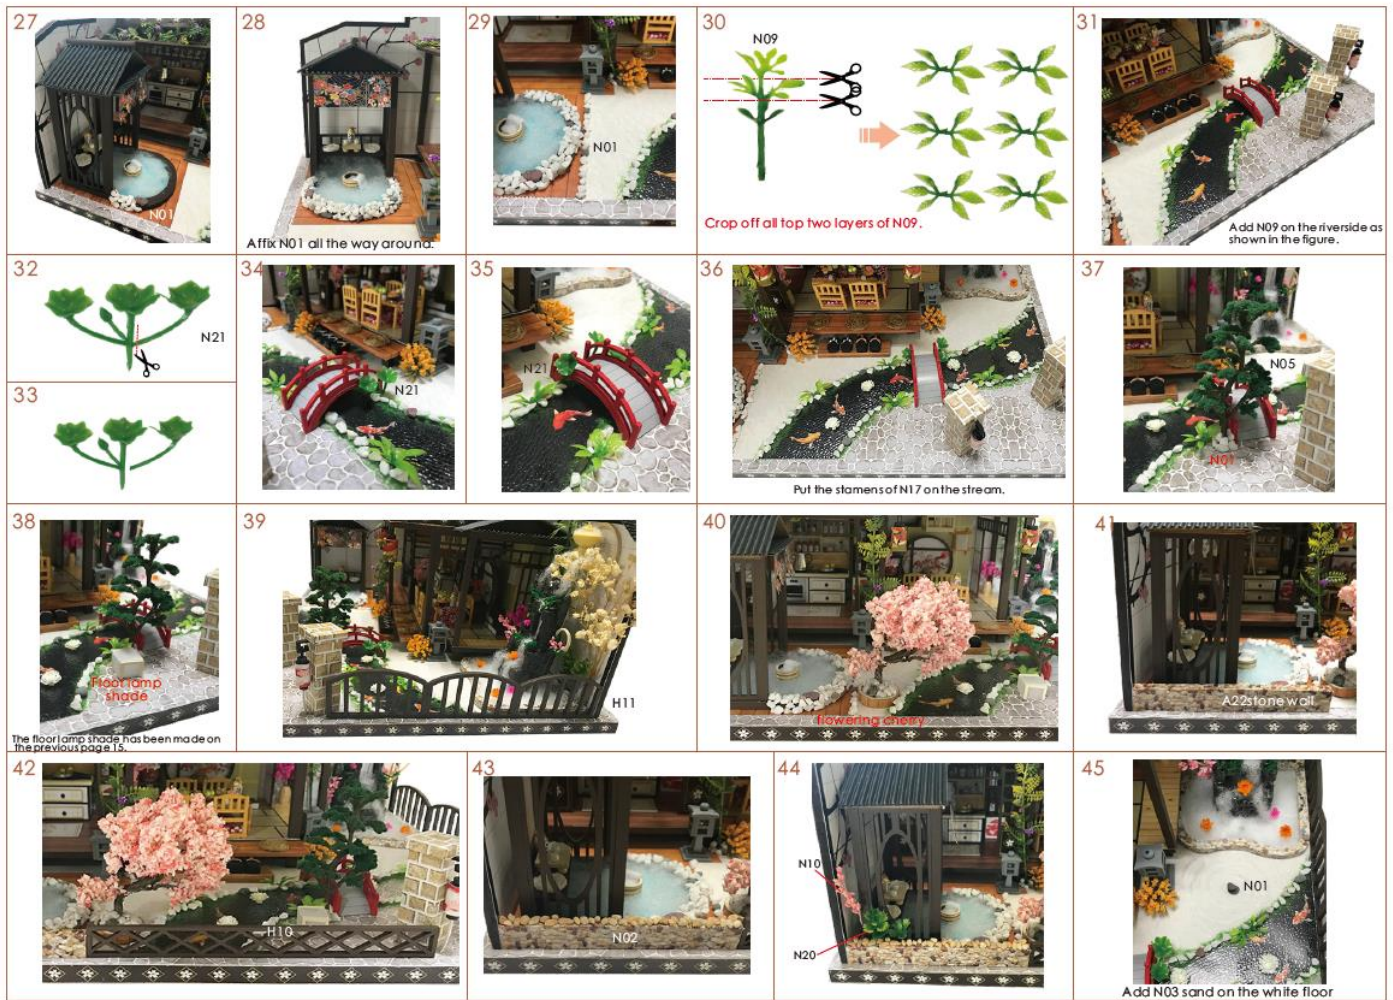 27
N01
28
Affix N01 all the way around.
29
N01
30
N09
Crop off all top two layers of N09.
31
Add N09 on the riverside as
shown in the figure.
32
N21
33
34
N21
35
N21
36
Put the stamens of N17 on the stream.
37
N05
N01
38
Floor lamp
shade
The floor lamp shade has been made on
the previous page 15.
39
H11
40
flowering cherry
41
A22stone wall
42
H10
43
N02
44
N10
N20
45
N01
Add N03 sand on the white floor